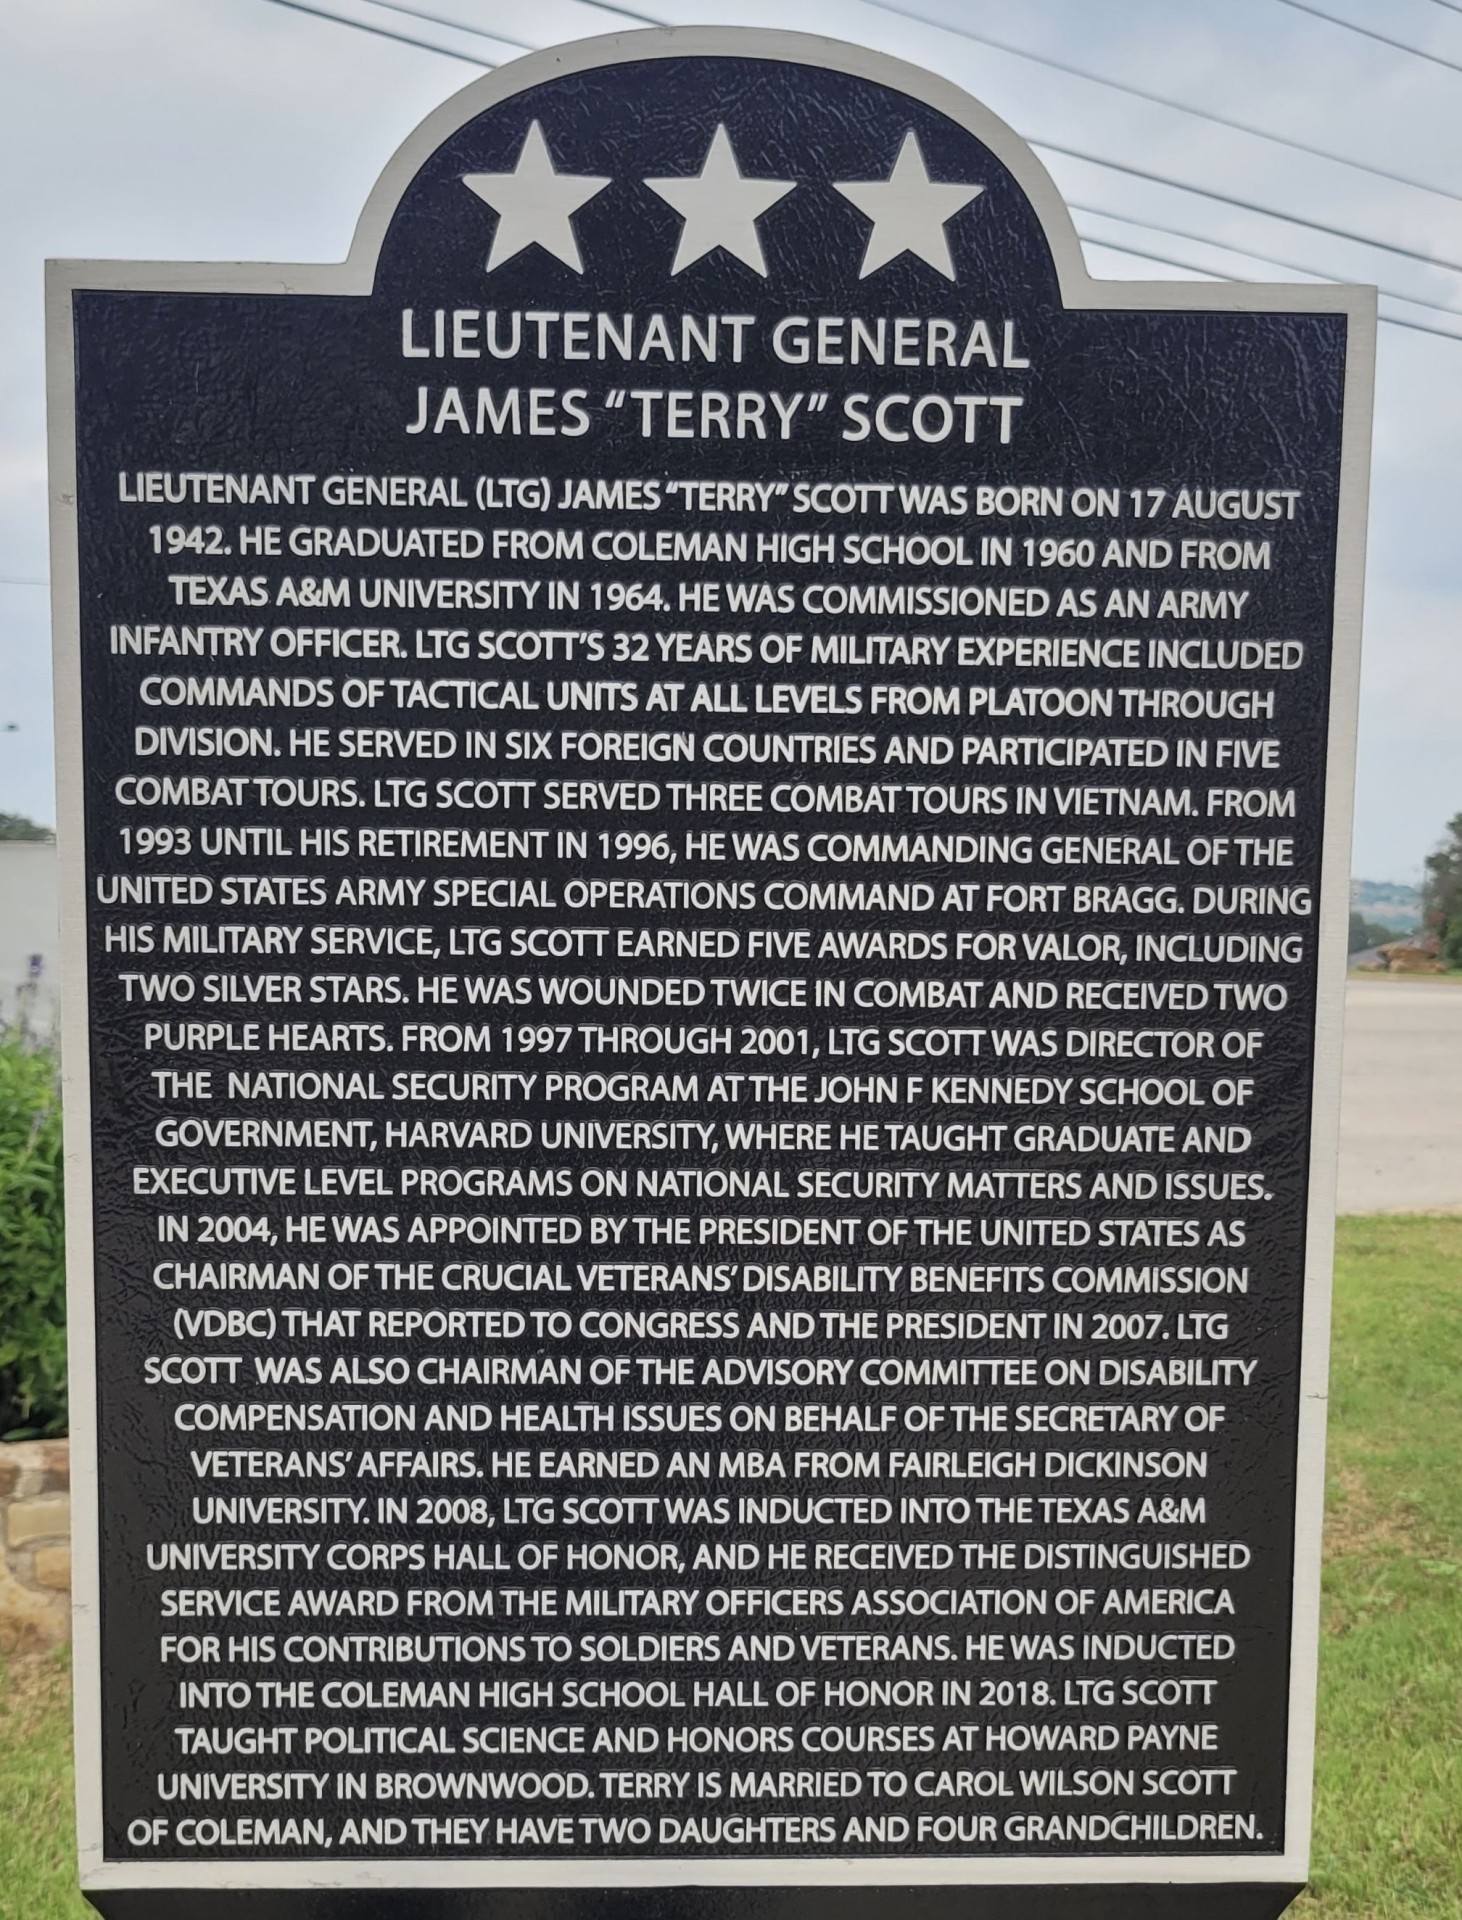 LIEUTENANT GENERAL
JAMES "TERRY" SCOTT
LIEUTENANT GENERAL (LTG) JAMES "TERRY" SCOTT WAS BORN ON 17 AUGUST
1942. HE GRADUATED FROM COLEMAN HIGH SCHOOL IN 1960 AND FROM
TEXAS A&M UNIVERSITY IN 1964. HE WAS COMMISSIONED AS AN ARMY
INFANTRY OFFICER. LTG SCOTT'S 32 YEARS OF MILITARY EXPERIENCE INCLUDED
COMMANDS OF TACTICAL UNITS AT ALL LEVELS FROM PLATOON THROUGH
DIVISION. HE SERVED IN SIX FOREIGN COUNTRIES AND PARTICIPATED IN FIVE
COMBAT TOURS. LTG SCOTT SERVED THREE COMBAT TOURS IN VIETNAM. FROM
1993 UNTIL HIS RETIREMENT IN 1996, HE WAS COMMANDING GENERAL OF THE
UNITED STATES ARMY SPECIAL OPERATIONS COMMAND AT FORT BRAGG. DURING
HIS MILITARY SERVICE, LTG SCOTT EARNED FIVE AWARDS FOR VALOR, INCLUDING
TWO SILVER STARS. HE WAS WOUNDED TWICE IN COMBAT AND RECEIVED TWO
PURPLE HEARTS. FROM 1997 THROUGH 2001, LTG SCOTT WAS DIRECTOR OF
THE NATIONAL SECURITY PROGRAM AT THE JOHN F KENNEDY SCHOOL OF
GOVERNMENT, HARVARD UNIVERSITY, WHERE HE TAUGHT GRADUATE AND
EXECUTIVE LEVEL PROGRAMS ON NATIONAL SECURITY MATTERS AND ISSUES.
IN 2004, HE WAS APPOINTED BY THE PRESIDENT OF THE UNITED STATES AS
CHAIRMAN OF THE CRUCIAL VETERANS' DISABILITY BENEFITS COMMISSION
(VDBC) THAT REPORTED TO CONGRESS AND THE PRESIDENT IN 2007. LTG
SCOTT WAS ALSO CHAIRMAN OF THE ADVISORY COMMITTEE ON DISABILITY
COMPENSATION AND HEALTH ISSUES ON BEHALF OF THE SECRETARY OF
VETERANS' AFFAIRS. HE EARNED AN MBA FROM FAIRLEIGH DICKINSON
UNIVERSITY. IN 2008, LTG SCOTT WAS INDUCTED INTO THE TEXAS A&M
UNIVERSITY CORPS HALL OF HONOR, AND HE RECEIVED THE DISTINGUISHED
SERVICE AWARD FROM THE MILITARY OFFICERS ASSOCIATION OF AMERICA
FOR HIS CONTRIBUTIONS TO SOLDIERS AND VETERANS. HE WAS INDUCTED
INTO THE COLEMAN HIGH SCHOOL HALL OF HONOR IN 2018. LTG SCOTT
TAUGHT POLITICAL SCIENCE AND HONORS COURSES AT HOWARD PAYNE
UNIVERSITY IN BROWNWOOD. TERRY IS MARRIED TO CAROL WILSON SCOTT
OF COLEMAN, AND THEY HAVE TWO DAUGHTERS AND FOUR GRANDCHILDREN.